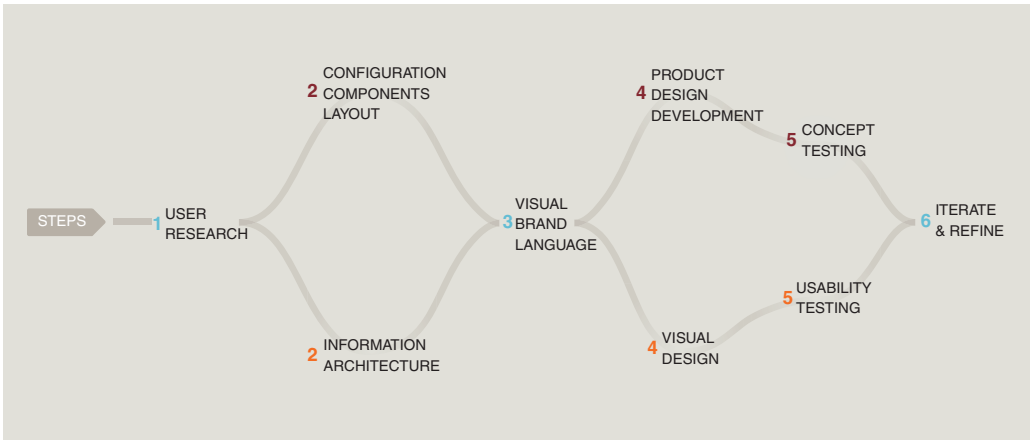 STEPS
1 USER
RESEARCH
2 CONFIGURATION
COMPONENTS
LAYOUT
2 INFORMATION
ARCHITECTURE
3 VISUAL
BRAND
LANGUAGE
4 PRODUCT
DESIGN
DEVELOPMENT
5 CONCEPT
TESTING
4 VISUAL
DESIGN
5 USABILITY
TESTING
6 ITERATE
& REFINE